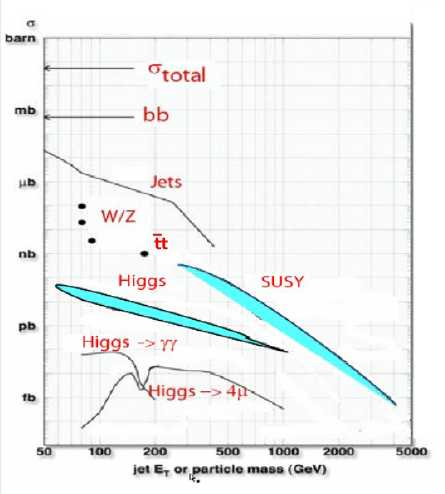 σ
barn
σtotal
mb
bb
μb
Jets
W/Z
t̅t
nb
Higgs
SUSY
pb
Higgs -> γγ
Higgs -> 4μ
fb
50 100 200 500 1000 2000 5000
jet ET or particle mass (GeV)